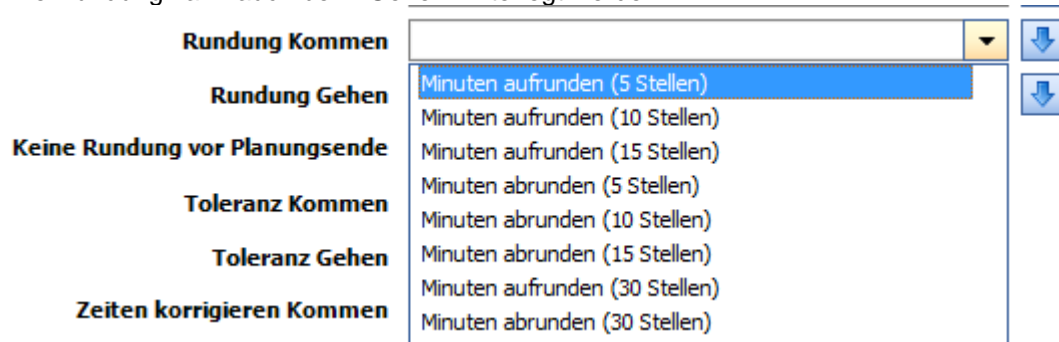 Rundung Kommen
Minuten aufrunden (5 Stellen)
Rundung Gehen
Minuten aufrunden (10 Stellen)
Keine Rundung vor Planungsende
Minuten aufrunden (15 Stellen)
Minuten abrunden (5 Stellen)
Toleranz Kommen
Minuten abrunden (10 Stellen)
Toleranz Gehen
Minuten abrunden (15 Stellen)
Minuten aufrunden (30 Stellen)
Zeiten korrigieren Kommen
Minuten abrunden (30 Stellen)